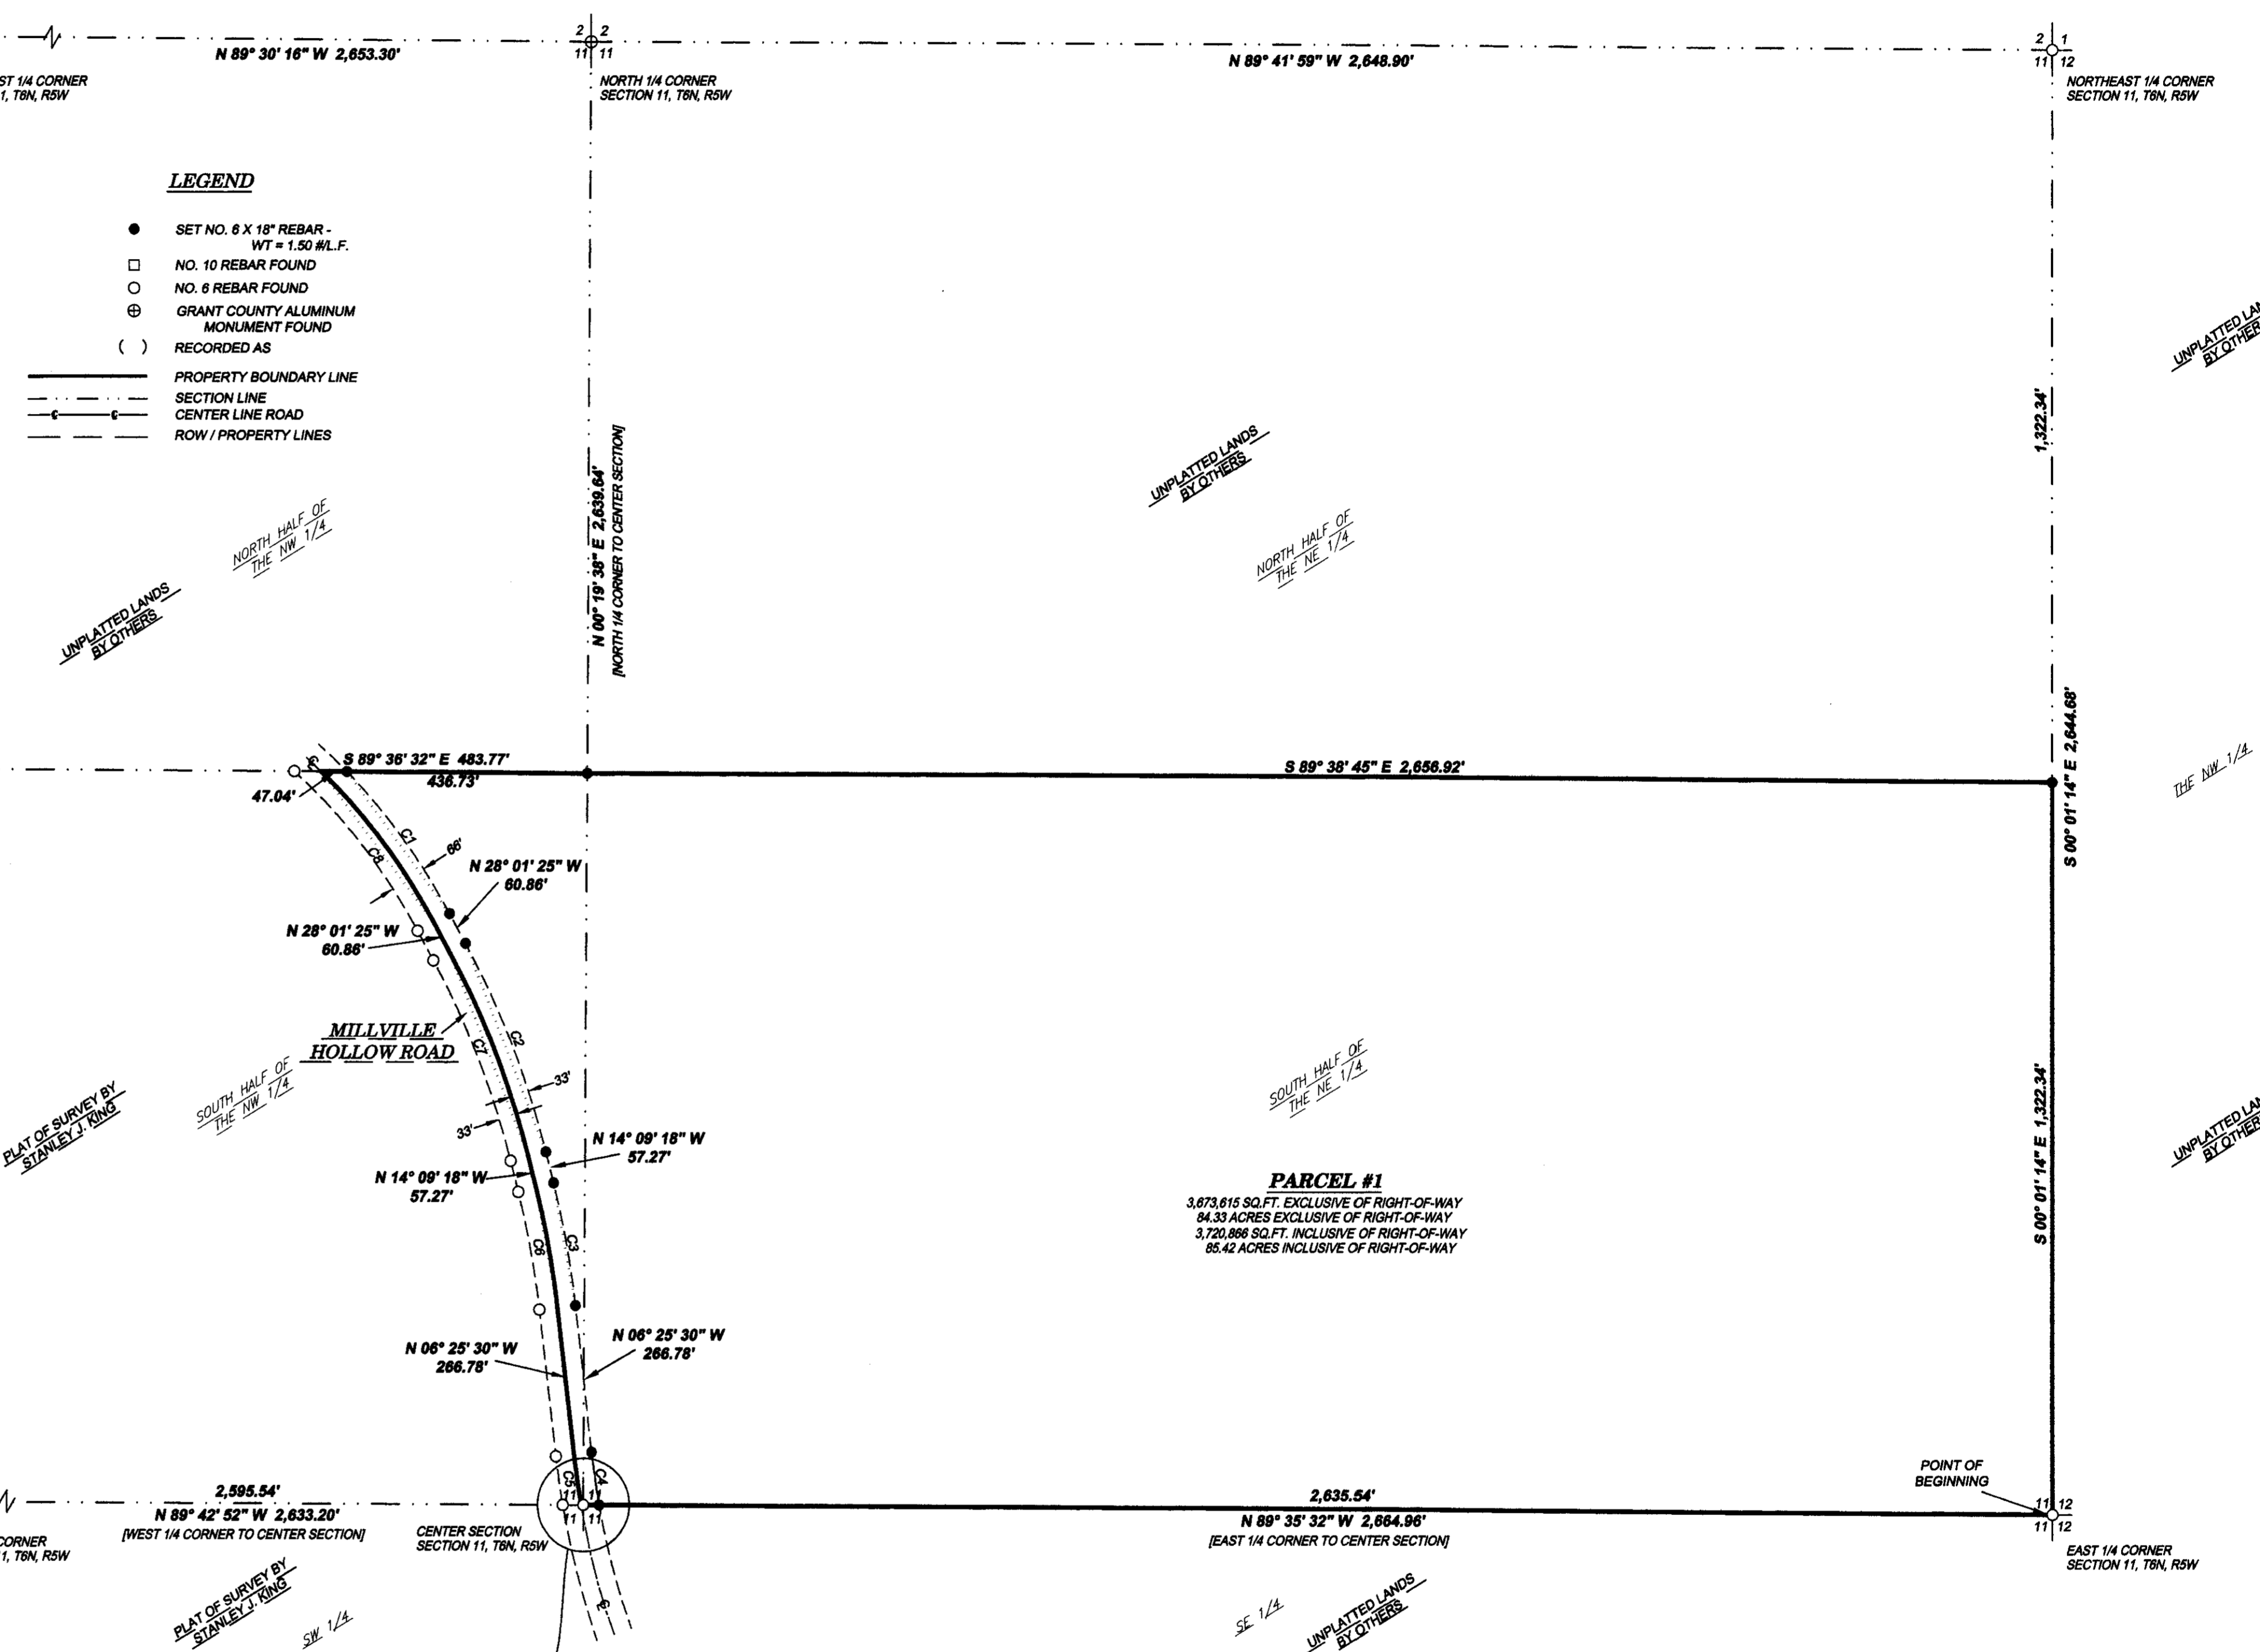 N 89° 30' 16" W 2,653.30'
2 2
11 11
N 89° 41' 59" W 2,648.90'
2 1
11 12
ST 1/4 CORNER
1, T6N, R5W
NORTH 1/4 CORNER
SECTION 11, T6N, R5W
NORTHEAST 1/4 CORNER
SECTION 11, T6N, R5W
LEGEND
SET NO. 6 X 18" REBAR -
WT = 1.50 #/L.F.
NO. 10 REBAR FOUND
NO. 6 REBAR FOUND
GRANT COUNTY ALUMINUM
MONUMENT FOUND
( ) RECORDED AS
PROPERTY BOUNDARY LINE
SECTION LINE
CENTER LINE ROAD
ROW / PROPERTY LINES
N 00° 19' 38" E 2,639.64'
[NORTH 1/4 CORNER TO CENTER SECTION]
UNPLATTED LANDS
BY OTHERS
NORTH HALF OF
THE NE 1/4
1,322.34'
UNPLATTED LAN
BY OTHER
NORTH HALF OF
THE NW 1/4
UNPLATTED LANDS
BY OTHERS
S 00° 01' 14" E 2,644.68'
THE NW 1/4
S 89° 36' 32" E 483.77'
436.73'
47.04'
S 89° 38' 45" E 2,656.92'
C1
66'
C8
N 28° 01' 25" W
60.86'
N 28° 01' 25" W
60.86'
MILLVILLE
HOLLOW ROAD
C7
C2
33'
33'
SOUTH HALF OF
THE NW 1/4
PLAT OF SURVEY BY
STANLEY J. KING
SOUTH HALF OF
THE NE 1/4
S 00° 01' 14" E 1,322.34'
UNPLATTED LAN
BY OTHER
N 14° 09' 18" W
57.27'
N 14° 09' 18" W
57.27'
PARCEL #1
3,673,615 SQ.FT. EXCLUSIVE OF RIGHT-OF-WAY
84.33 ACRES EXCLUSIVE OF RIGHT-OF-WAY
3,720,866 SQ.FT. INCLUSIVE OF RIGHT-OF-WAY
85.42 ACRES INCLUSIVE OF RIGHT-OF-WAY
C6
C3
N 06° 25' 30" W
266.78'
N 06° 25' 30" W
266.78'
POINT OF
BEGINNING
C5
C4
11 11
11 11
2,595.54'
N 89° 42' 52" W 2,633.20'
[WEST 1/4 CORNER TO CENTER SECTION]
CENTER SECTION
SECTION 11, T6N, R5W
2,635.54'
N 89° 35' 32" W 2,664.96'
[EAST 1/4 CORNER TO CENTER SECTION]
11 12
11 12
EAST 1/4 CORNER
SECTION 11, T6N, R5W
CORNER
1, T6N, R5W
PLAT OF SURVEY BY
STANLEY J. KING
SW 1/4
SE 1/4
UNPLATTED LANDS
BY OTHERS